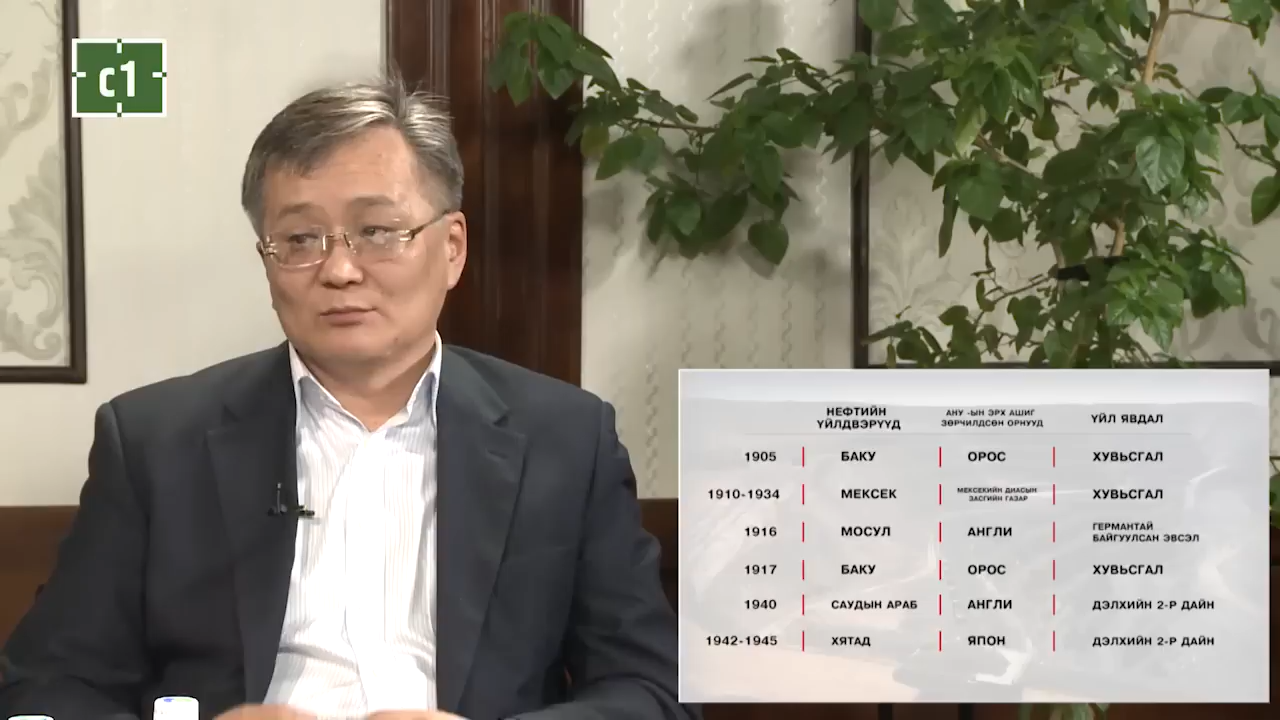 c1
НЕФТИЙН
ҮЙЛДВЭРҮҮД
АНУ -ЫН ЭРХ АШИГ
ЗӨРЧИЛДСӨН ОРНУУД
ҮЙЛ ЯВДАЛ
1905 БАКУ ОРОС ХУВЬСГАЛ
1910-1934 МЕКСЕК МЕКСЕКИЙН ДИАСЫН
ЗАСГИЙН ГАЗАР ХУВЬСГАЛ
1916 МОСУЛ АНГЛИ ГЕРМАНТАЙ
БАЙГУУЛСАН ЭВСЭЛ
1917 БАКУ ОРОС ХУВЬСГАЛ
1940 САУДЫН АРАБ АНГЛИ ДЭЛХИЙН 2-Р ДАЙН
1942-1945 ХЯТАД ЯПОН ДЭЛХИЙН 2-Р ДАЙН